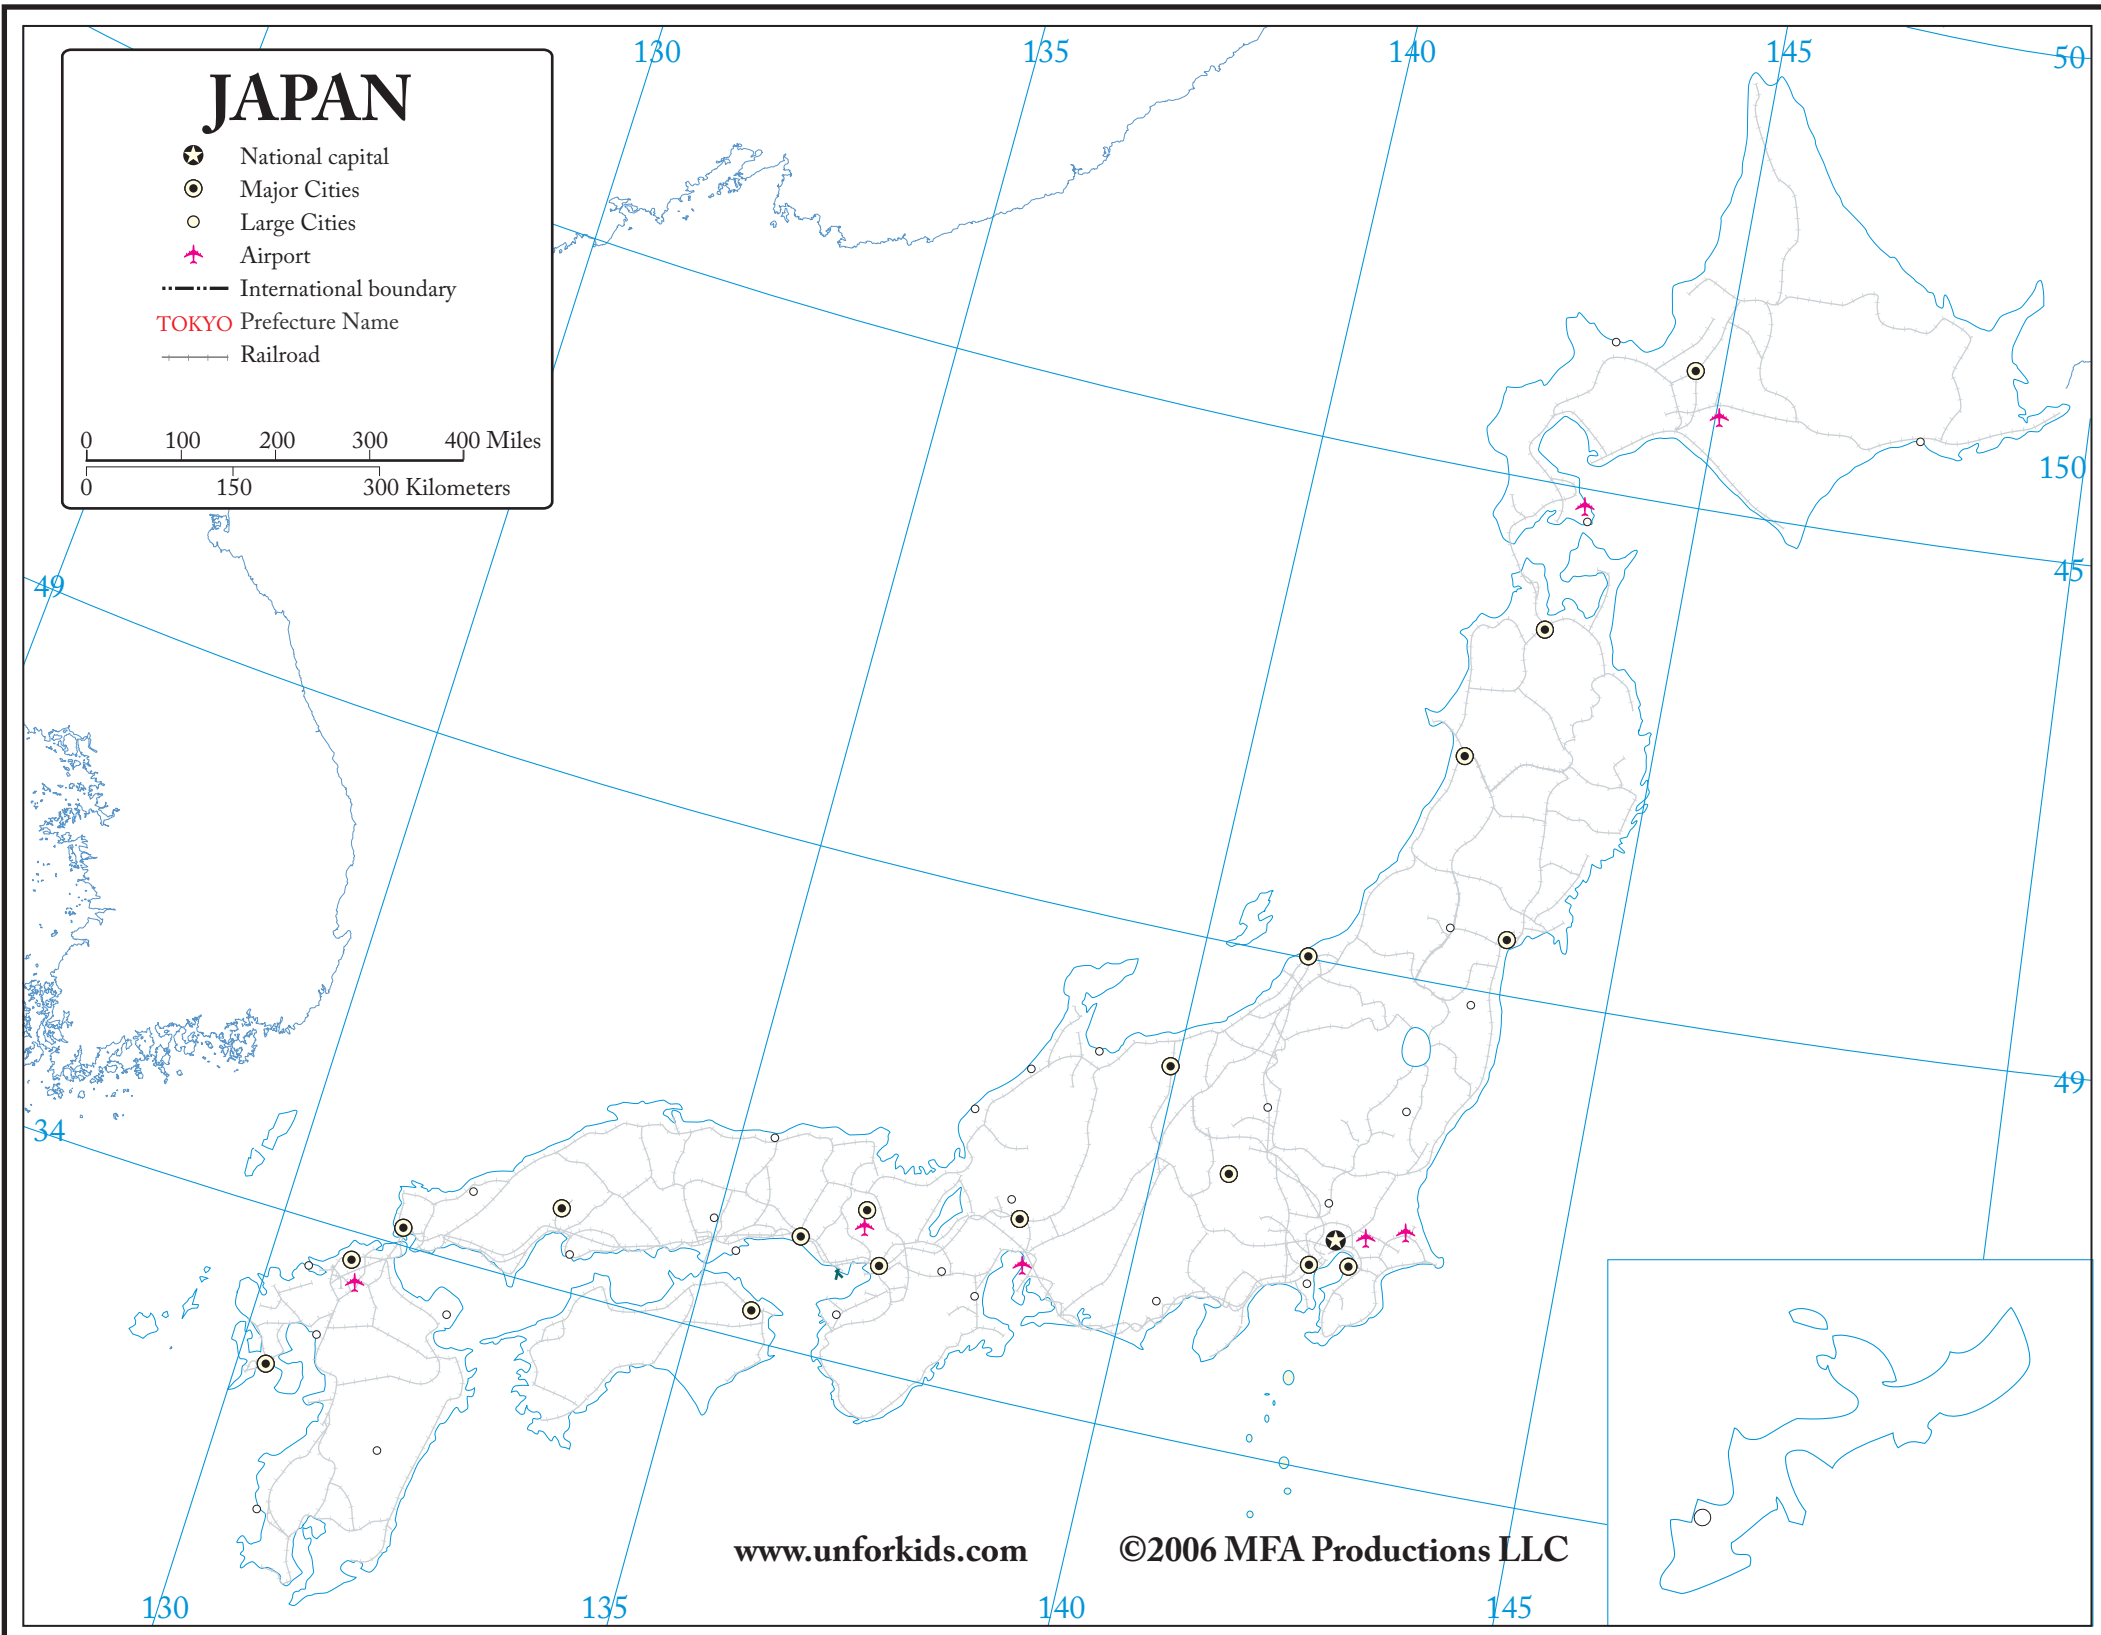 130
135
140
145
50
JAPAN
National capital
Major Cities
Large Cities
Airport
International boundary
TOKYO Prefecture Name
Railroad
0 100 200 300 400 Miles
0 150 300 Kilometers
150
45
49
49
34
www.unforkids.com ©2006 MFA Productions LLC
130
135
140
145